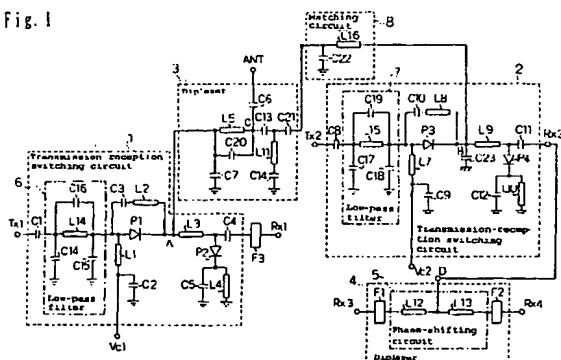 Fig. 1
Matching
circuit
8
L16
C22
ANT
3
Diplexer
C6
L5
C
C13
C21
C20
L11
C7
C14
7
2
C19
C10
L8
Tx2
C8
L15
P3
L9
C11
Rx2
C17
C18
L7
B
C23
P4
C9
C12
L10
Low-pass
filter
Transmission-recep-
tion switching
circuit
Vc2
D
1
Transmission reception
switching circuit
6
C16
C3
L2
Tx1
C1
L14
P1
A
L3
C4
Rx1
F3
C14
C15
L1
P2
C2
C5
L4
Low-pass
filter
Vc1
4
5
Rx3
F1
L12
L13
F2
Rx4
Phase-shifting
circuit
Diplexer